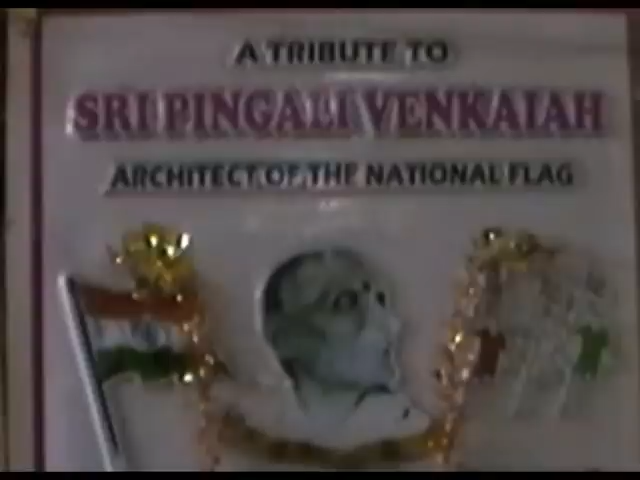 A TRIBUTE TO
SRI PINGALI VENKAIAH
ARCHITECT OF THE NATIONAL FLAG